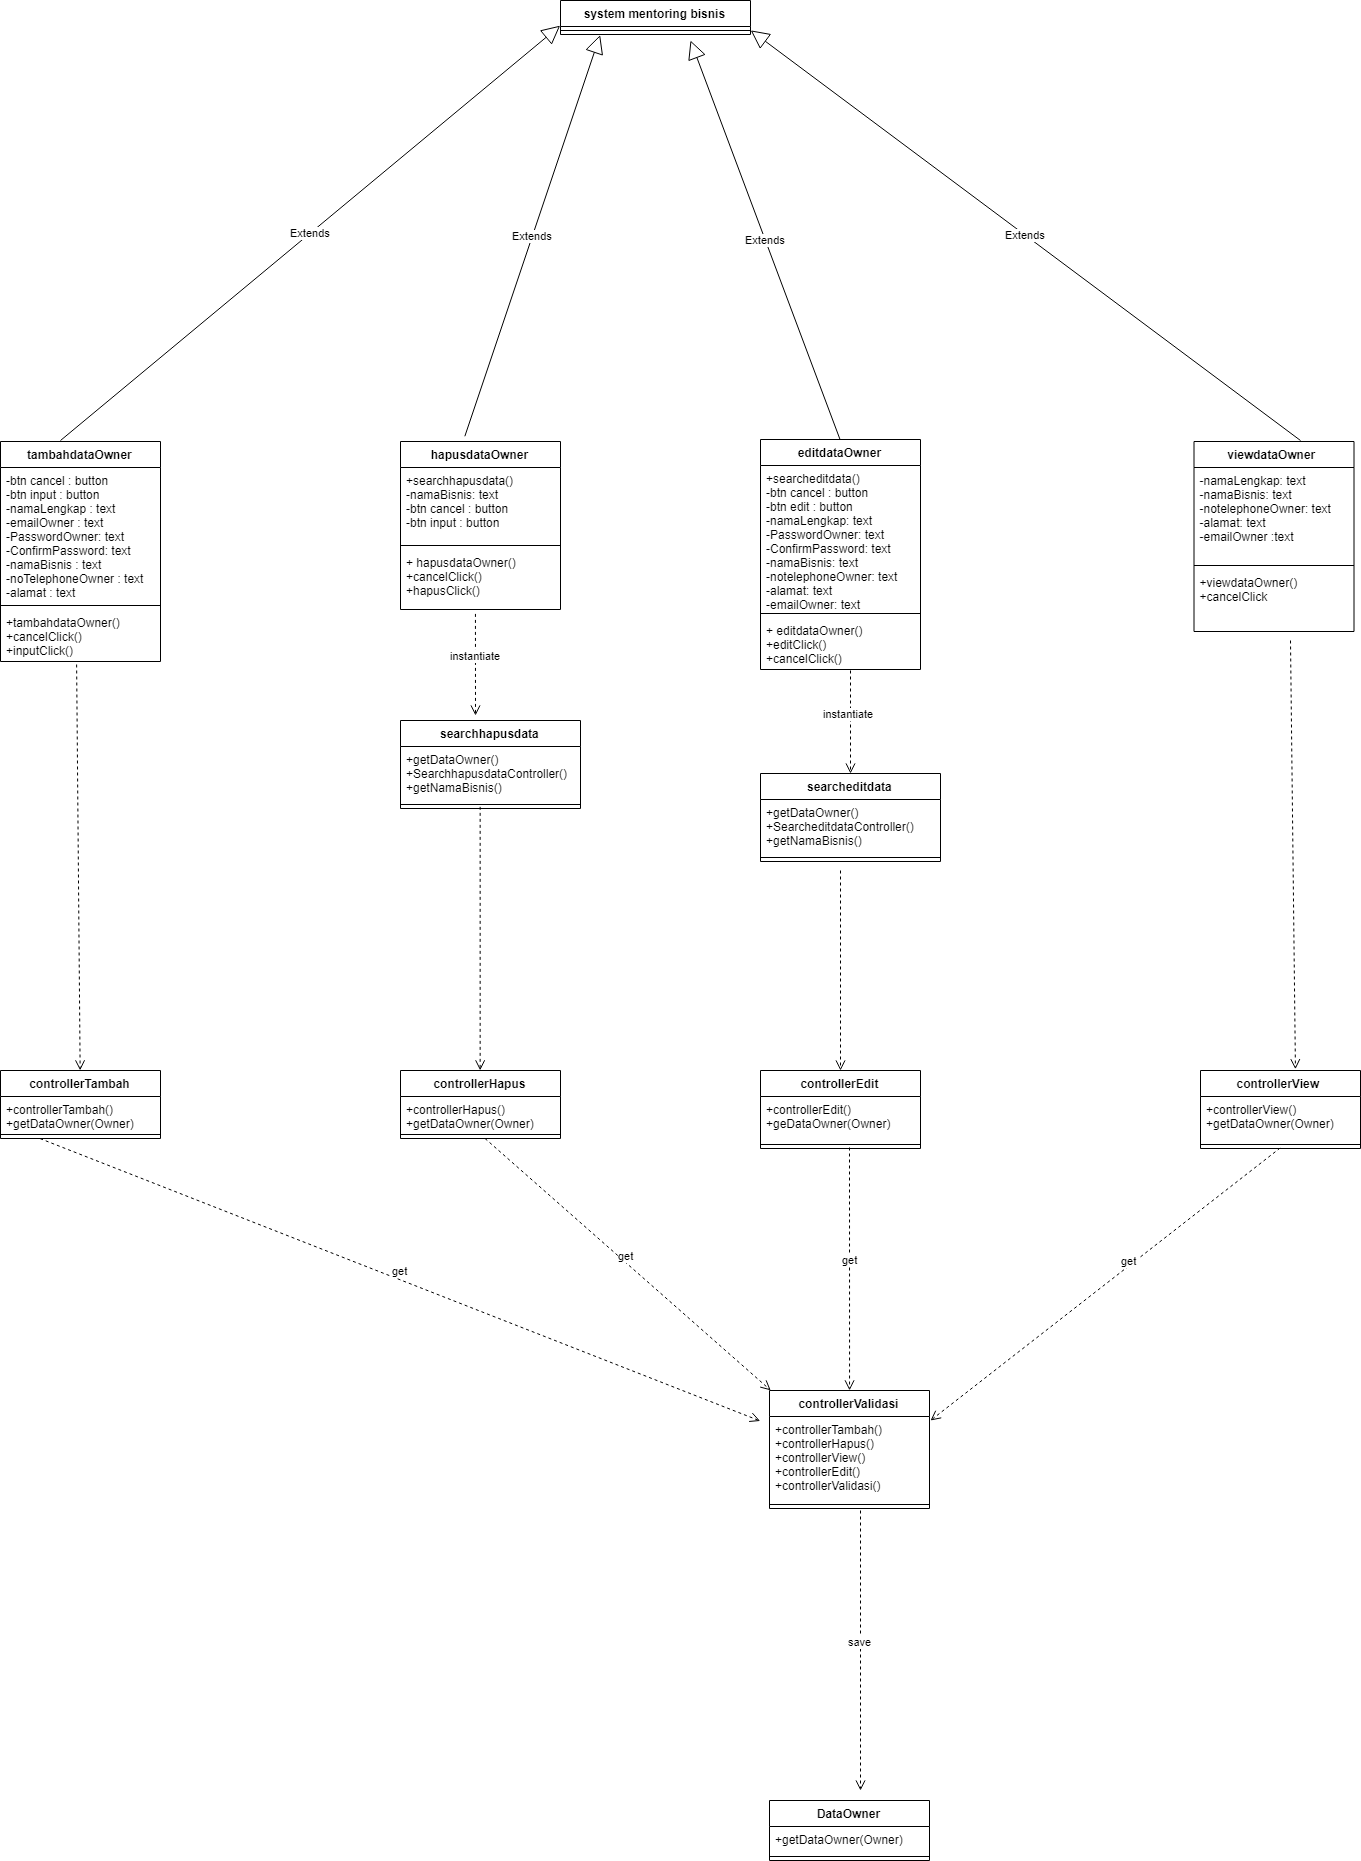 system mentoring bisnis
Extends
Extends
Extends
Extends
tambahdataOwner
-btn cancel : button
-btn input : button
-namaLengkap : text
-emailOwner : text
-PasswordOwner: text
-ConfirmPassword: text
-namaBisnis : text
-noTelephoneOwner : text
-alamat : text
+tambahdataOwner()
+cancelClick()
+inputClick()
hapusdataOwner
+searchhapusdata()
-namaBisnis: text
-btn cancel : button
-btn input : button
+ hapusdataOwner()
+cancelClick()
+hapusClick()
editdataOwner
+searcheditdata()
-btn cancel : button
-btn edit : button
-namaLengkap: text
-PasswordOwner: text
-ConfirmPassword: text
-namaBisnis: text
-notelephoneOwner: text
-alamat: text
-emailOwner: text
+ editdataOwner()
+editClick()
+cancelClick()
viewdataOwner
-namaLengkap: text
-namaBisnis: text
-notelephoneOwner: text
-alamat: text
-emailOwner :text
+viewdataOwner()
+cancelClick
instantiate
instantiate
searchhapusdata
+getDataOwner()
+SearchhapusdataController()
+getNamaBisnis()
searcheditdata
+getDataOwner()
+SearcheditdataController()
+getNamaBisnis()
controllerTambah
+controllerTambah()
+getDataOwner(Owner)
controllerHapus
+controllerHapus()
+getDataOwner(Owner)
controllerEdit
+controllerEdit()
+geDataOwner(Owner)
controllerView
+controllerView()
+getDataOwner(Owner)
get
get
get
get
controllerValidasi
+controllerTambah()
+controllerHapus()
+controllerView()
+controllerEdit()
+controllerValidasi()
save
DataOwner
+getDataOwner(Owner)